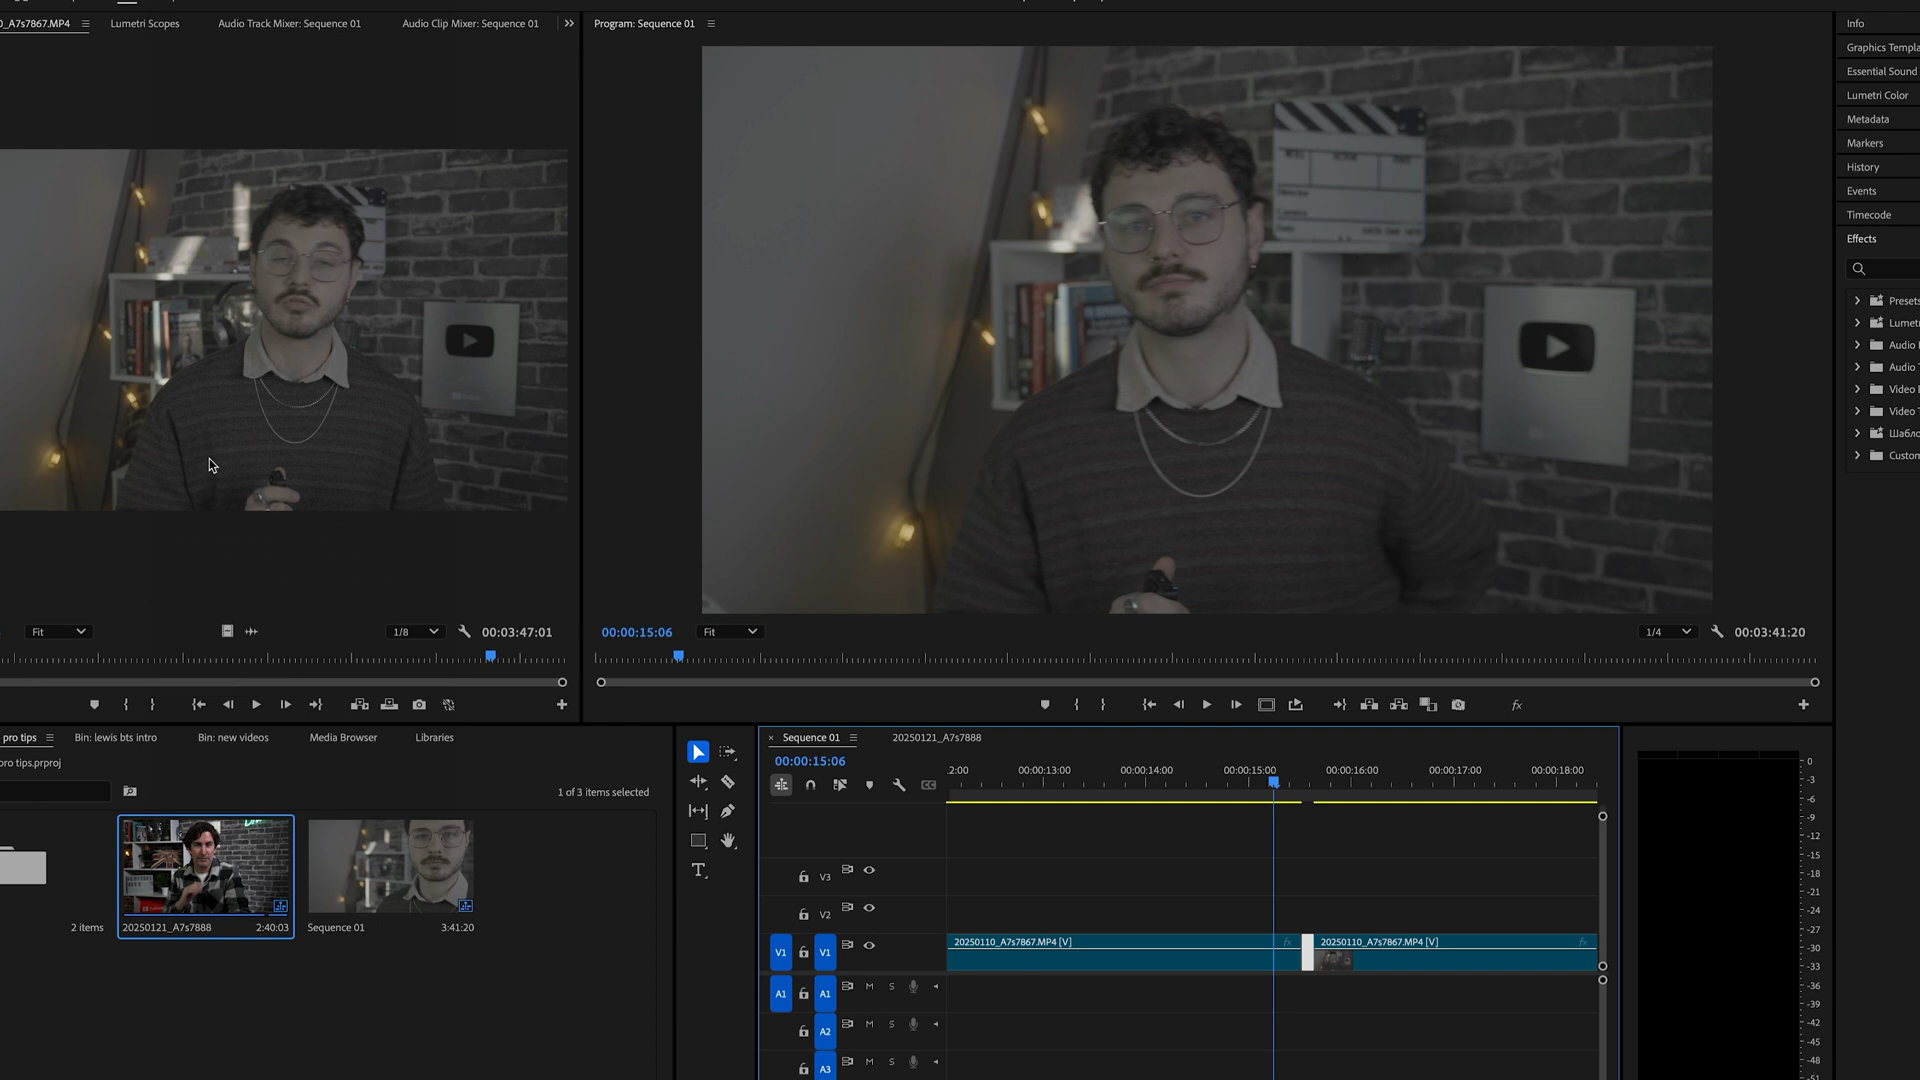 0_A7s7867.MP4
Lumetri Scopes
Audio Track Mixer: Sequence 01
Audio Clip Mixer: Sequence 01
Program: Sequence 01
Info
Graphics Templa
Essential Sound
Lumetri Color
Metadata
Markers
History
Events
Timecode
Effects
Presets
Lumetr
Audio
Audio T
Video E
Video T
Шабло
Custom
Fit
1/8
00:03:47:01
00:00:15:06
Fit
1/4
00:03:41:20
pro tips
Bin: lewis bts intro
Bin: new videos
Media Browser
Libraries
pro tips.prproj
1 of 3 items selected
2 items
20250121_A7s7888
2:40:03
Sequence 01
3:41:20
Sequence 01
20250121_A7s7888
00:00:15:06
2:00
00:00:13:00
00:00:14:00
00:00:15:00
00:00:16:00
00:00:17:00
00:00:18:00
V3
V2
V1
V1
20250110_A7s7867.MP4 [V]
fx
20250110_A7s7867.MP4 [V]
fx
A1
A1
M
S
A2
M
S
A3
M
S
0
-3
-6
-9
-12
-15
-18
-21
-24
-27
-30
-33
-36
-39
-42
-45
-48
-51